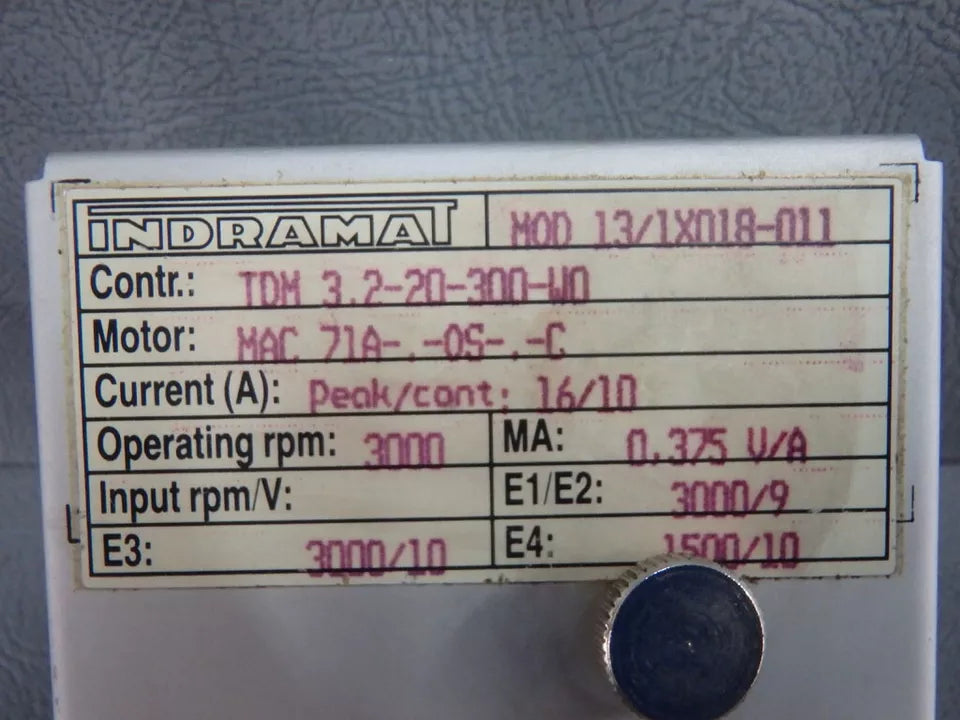 INDRAMAT MOD 13/1X018-011
Contr.: TDM 3.2-20-300-W0
Motor: MAC 71A-.-OS-.-C
Current (A): Peak/cont: 16/10
Operating rpm: 3000 MA: 0.375 V/A
Input rpm/V: E1/E2: 3000/9
E3: 3000/10 E4: 1500/10